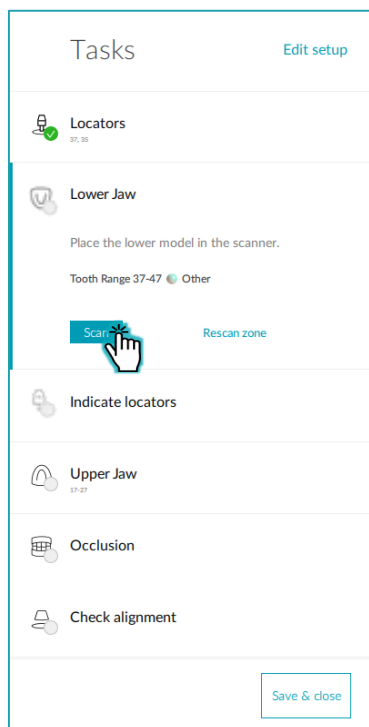 Tasks
Edit setup
Locators
37, 35
Lower Jaw
Place the lower model in the scanner.
Tooth Range 37-47 Other
Scan
Rescan zone
Indicate locators
Upper Jaw
17-27
Occlusion
Check alignment
Save & close